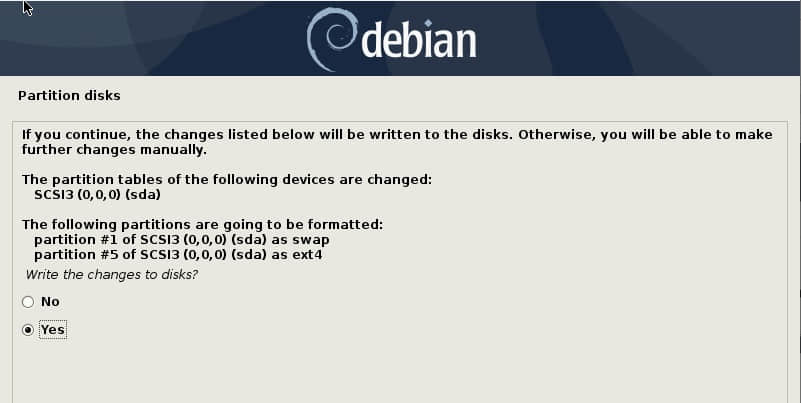 debian
Partition disks
If you continue, the changes listed below will be written to the disks. Otherwise, you will be able to make
further changes manually.
The partition tables of the following devices are changed:
SCSI3 (0,0,0) (sda)
The following partitions are going to be formatted:
partition #1 of SCSI3 (0,0,0) (sda) as swap
partition #5 of SCSI3 (0,0,0) (sda) as ext4
Write the changes to disks?
No
Yes